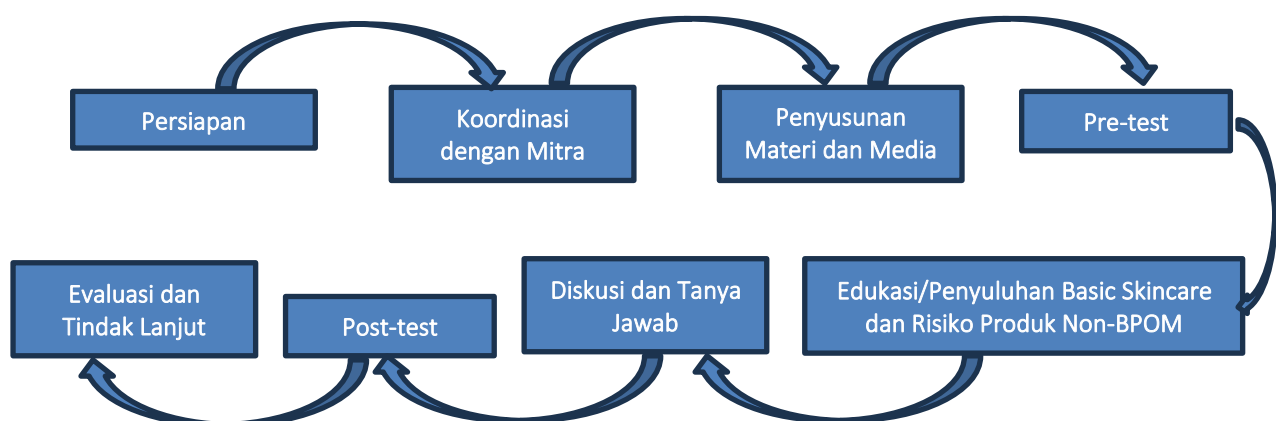 Persiapan
Koordinasi
dengan Mitra
Penyusunan
Materi dan Media
Pre-test
Edukasi/Penyuluhan Basic Skincare
dan Risiko Produk Non-BPOM
Diskusi dan Tanya
Jawab
Post-test
Evaluasi dan
Tindak Lanjut